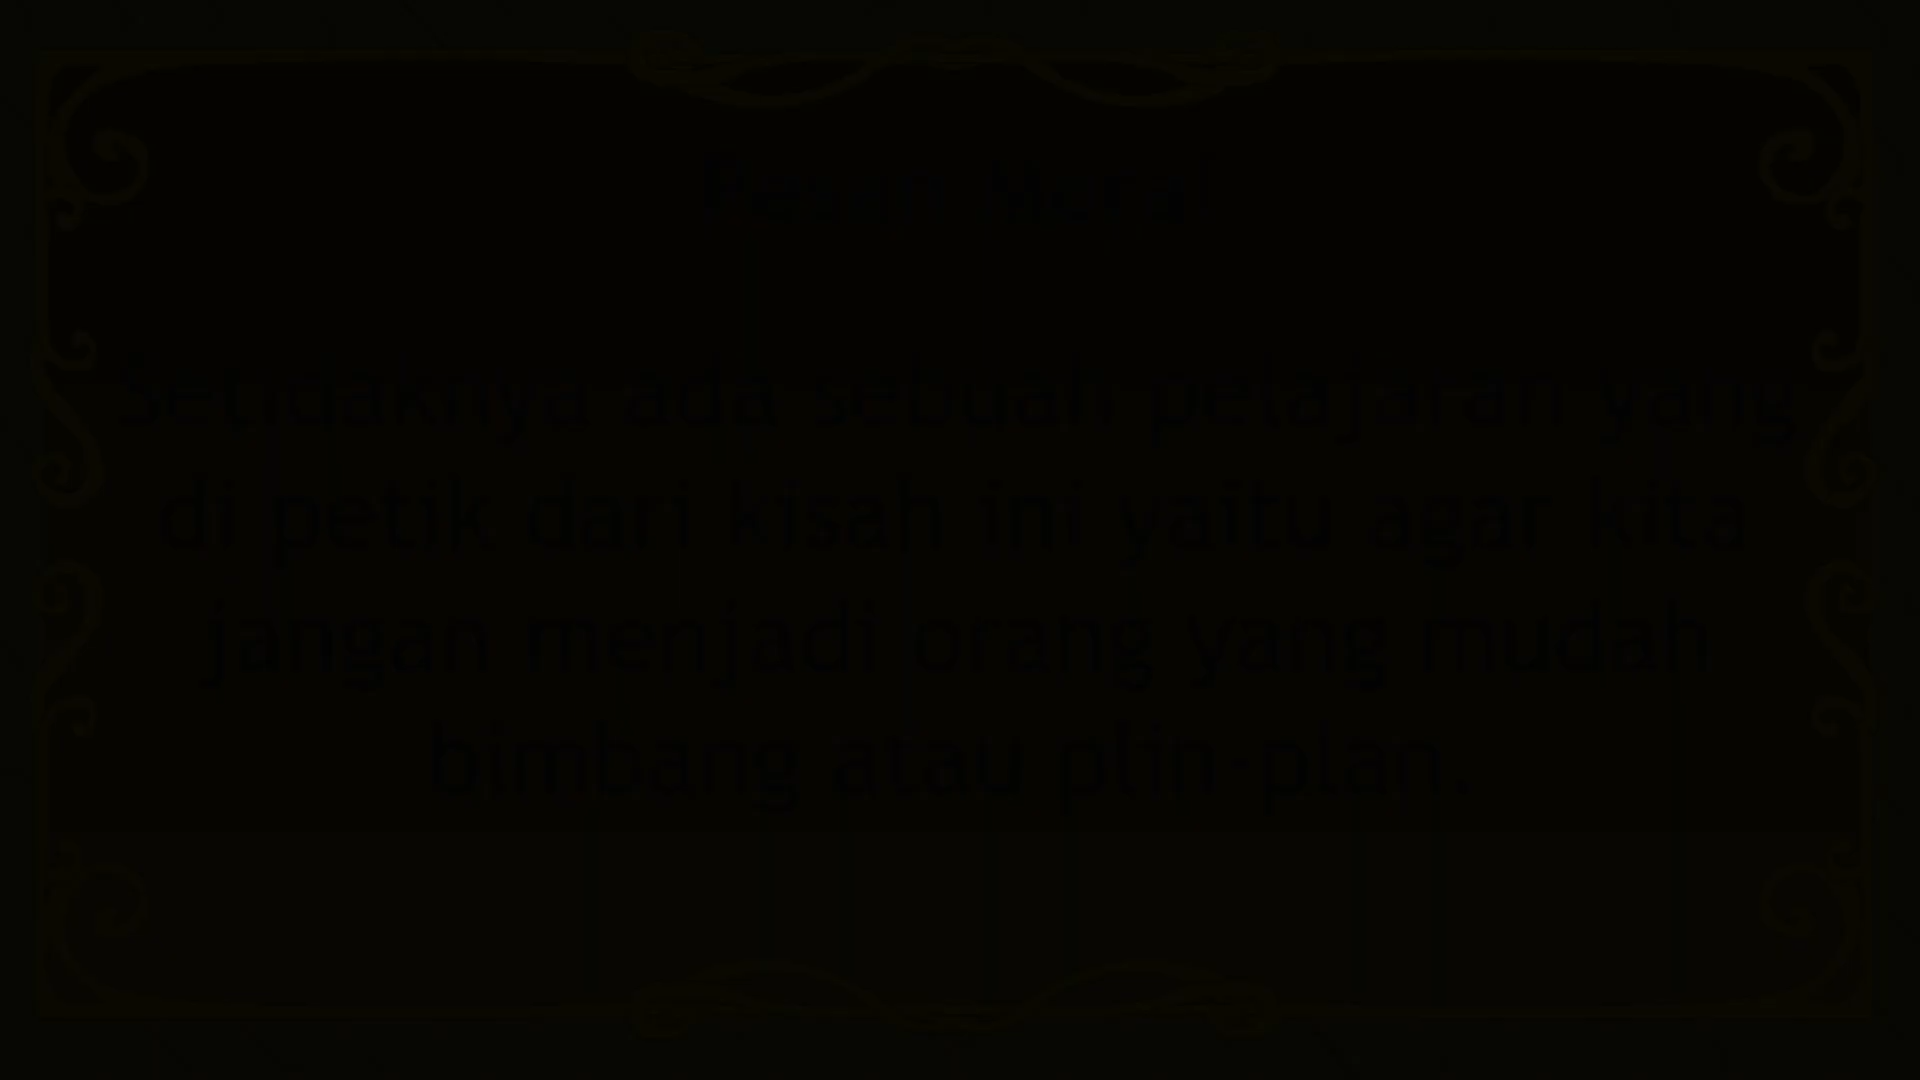 Pesan Moral
Setidaknya ada sebuah pelajaran yang
di petik dari kisah ini yaitu agar kita
jangan menjadi orang yang mudah
bimbang atau plin-plan.